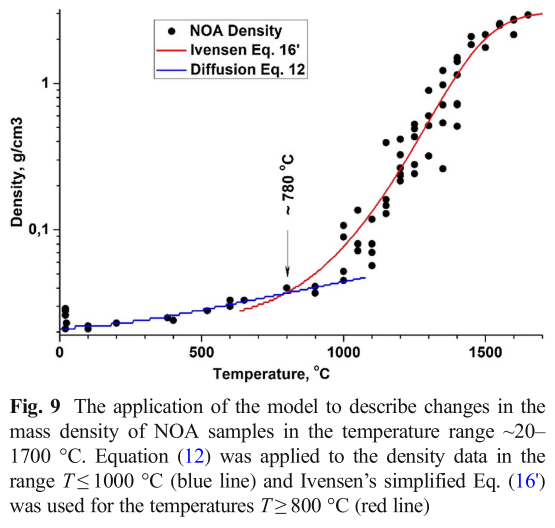 NOA Density
Ivensen Eq. 16'
Diffusion Eq. 12
1
0,1
Density, g/cm3
~ 780 °C
0 500 1000 1500
Temperature, °C
Fig. 9 The application of the model to describe changes in the
mass density of NOA samples in the temperature range ~20–
1700 °C. Equation (12) was applied to the density data in the
range T ≤ 1000 °C (blue line) and Ivensen’s simplified Eq. (16')
was used for the temperatures T ≥ 800 °C (red line)